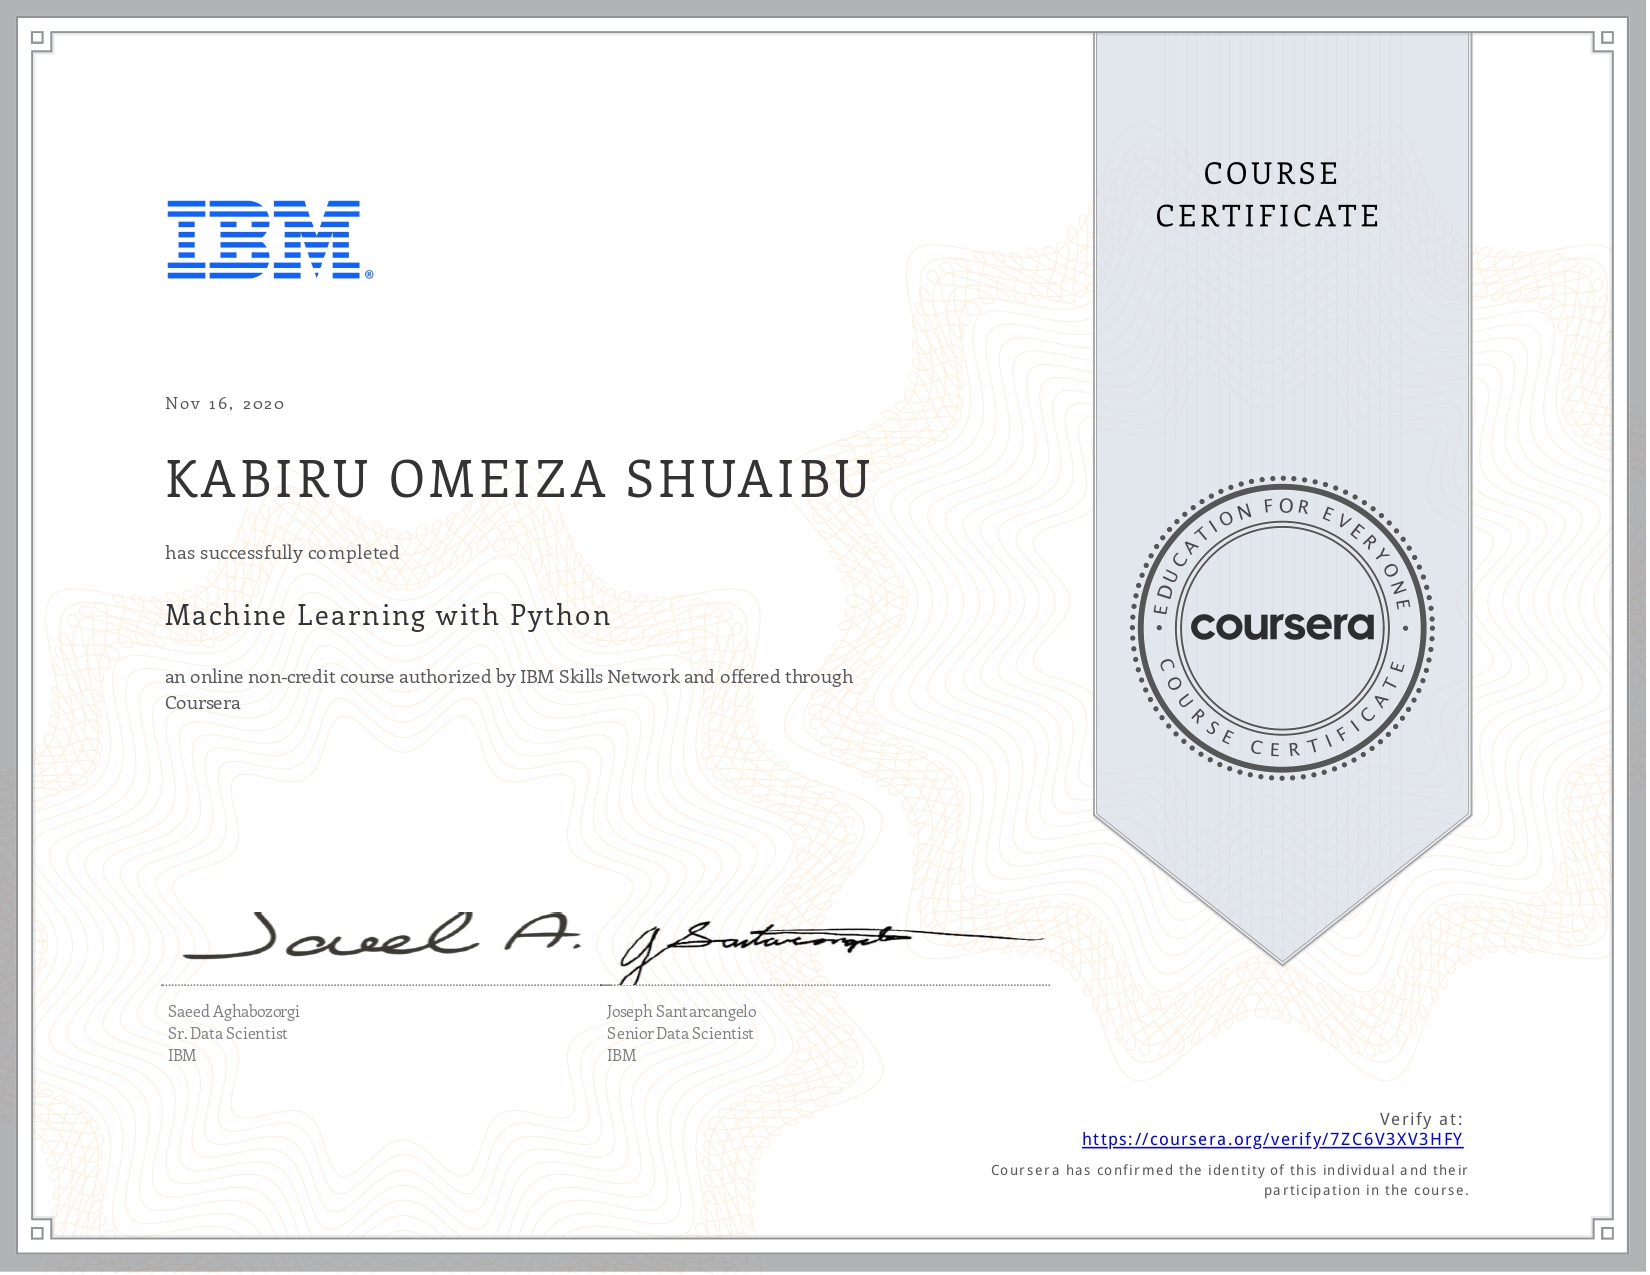 COURSE
CERTIFICATE
IBM®
Nov 16, 2020
KABIRU OMEIZA SHUAIBU
has successfully completed
Machine Learning with Python
an online non-credit course authorized by IBM Skills Network and offered through
Coursera
EDUCATION FOR EVERYONE
coursera
COURSE CERTIFICATE
Saeed A.
J Santarcangelo
Saeed Aghabozorgi
Sr. Data Scientist
IBM
Joseph Santarcangelo
Senior Data Scientist
IBM
Verify at:
https://coursera.org/verify/7ZC6V3XV3HFY
Coursera has confirmed the identity of this individual and their
participation in the course.